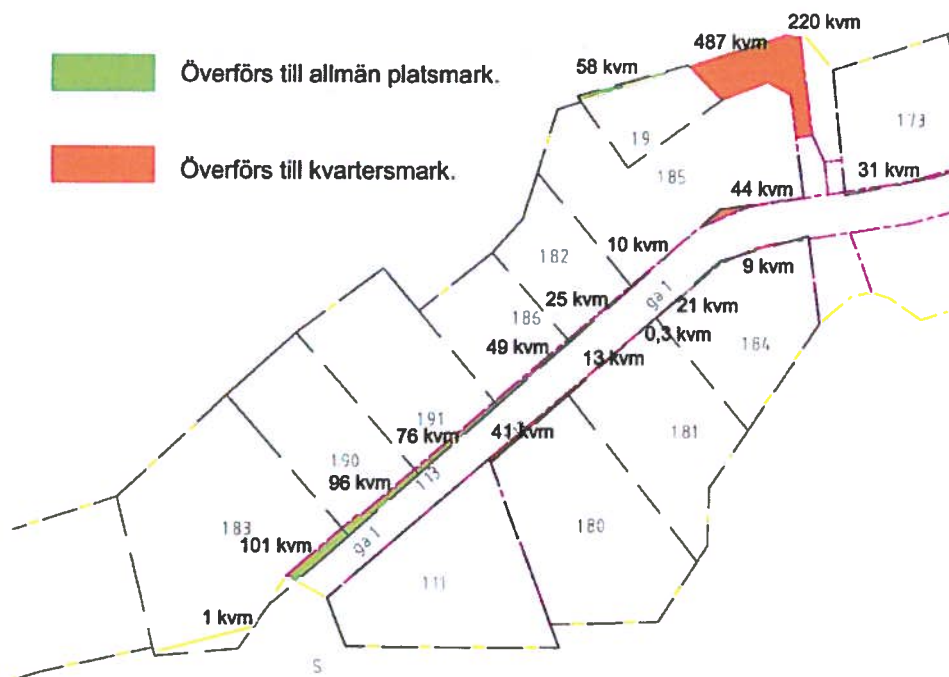 220 kvm
487 kvm
Överförs till allmän platsmark.
58 kvm
173
19
Överförs till kvartersmark.
185
31 kvm
44 kvm
182
10 kvm
9 kvm
25 kvm
ga 1
21 kvm
186
0,3 kvm
184
49 kvm
13 kvm
191
76 kvm
41 kvm
181
190
113
96 kvm
183
180
101 kvm
ga 1
111
1 kvm
S